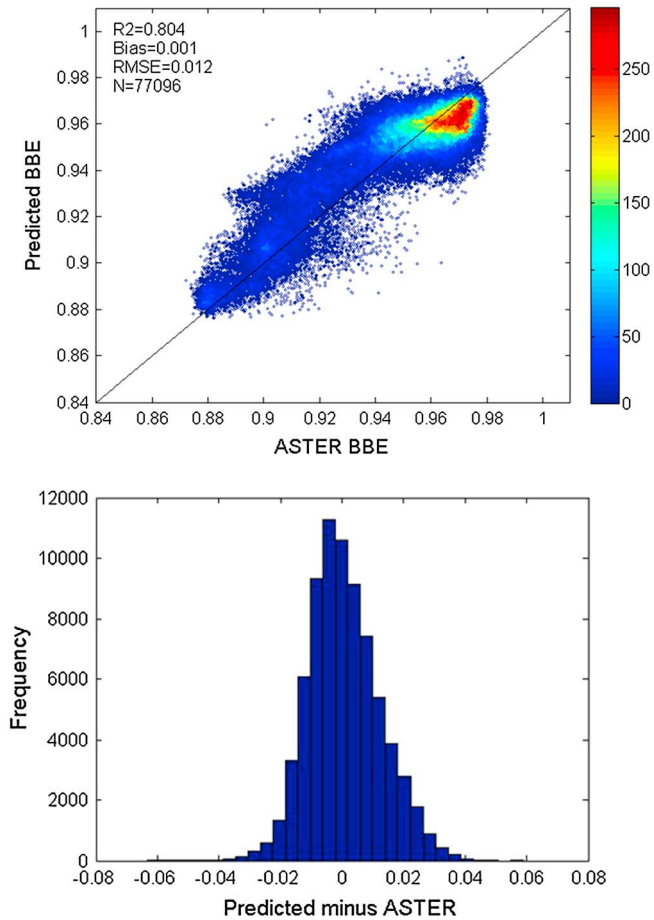 R2=0.804
Bias=0.001
RMSE=0.012
N=77096
1
0.98
0.96
0.94
0.92
0.9
0.88
0.86
0.84
Predicted BBE
0.84 0.86 0.88 0.9 0.92 0.94 0.96 0.98 1
ASTER BBE
250
200
150
100
50
0
12000
10000
8000
6000
4000
2000
0
Frequency
-0.08 -0.06 -0.04 -0.02 0 0.02 0.04 0.06 0.08
Predicted minus ASTER